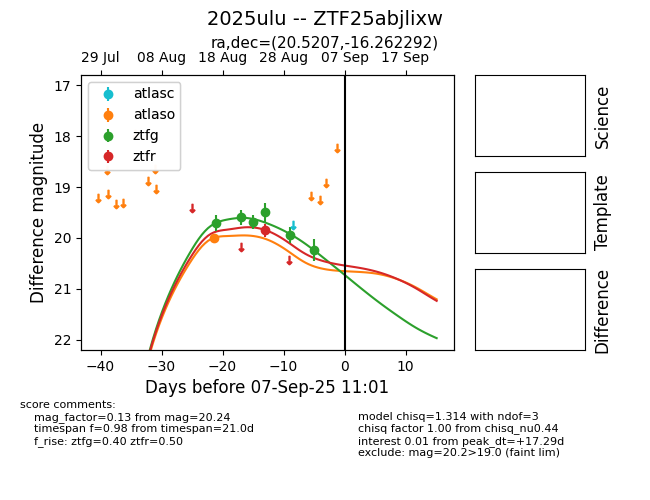 2025ulu -- ZTF25abjlixw
ra,dec=(20.5207,-16.262292)
29 Jul 08 Aug 18 Aug 28 Aug 07 Sep 17 Sep
atlasc
atlaso
ztfg
ztfr
17
18
19
20
21
22
Difference magnitude
−40 −30 −20 −10 0 10
Days before 07-Sep-25 11:01
Science
Template
Difference
score comments:
mag_factor=0.13 from mag=20.24
timespan f=0.98 from timespan=21.0d
f_rise: ztfg=0.40 ztfr=0.50
model chisq=1.314 with ndof=3
chisq factor 1.00 from chisq_nu0.44
interest 0.01 from peak_dt=+17.29d
exclude: mag=20.2>19.0 (faint lim)